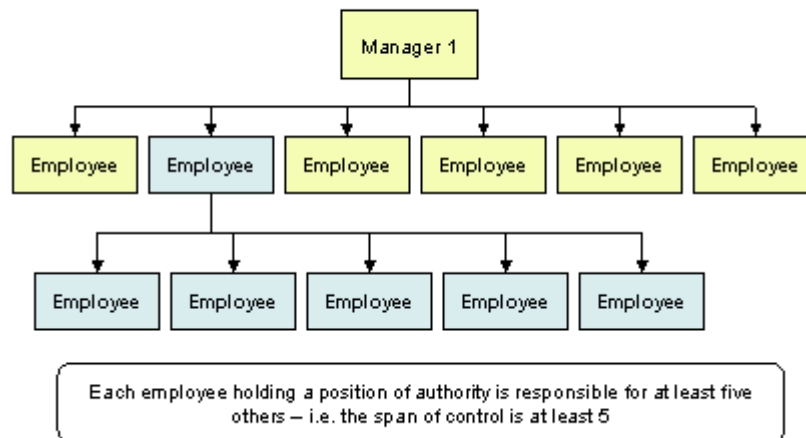 Manager 1
Employee Employee Employee Employee Employee Employee
Employee Employee Employee Employee Employee
Each employee holding a position of authority is responsible for at least five
others – i.e. the span of control is at least 5